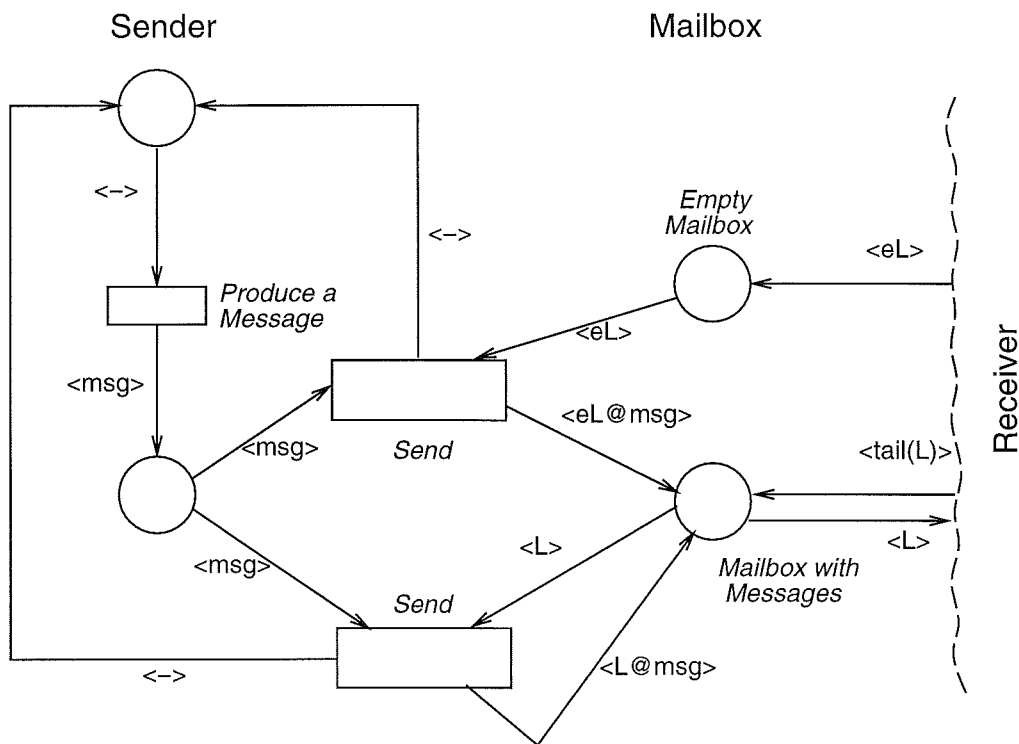 Sender
Mailbox
<–>
<–>
Empty
Mailbox
<eL>
Produce a
Message
<eL>
<msg>
<eL@msg>
<msg>
Send
<tail(L)>
Receiver
<L>
<L>
<msg>
Mailbox with
Messages
Send
<L@msg>
<–>